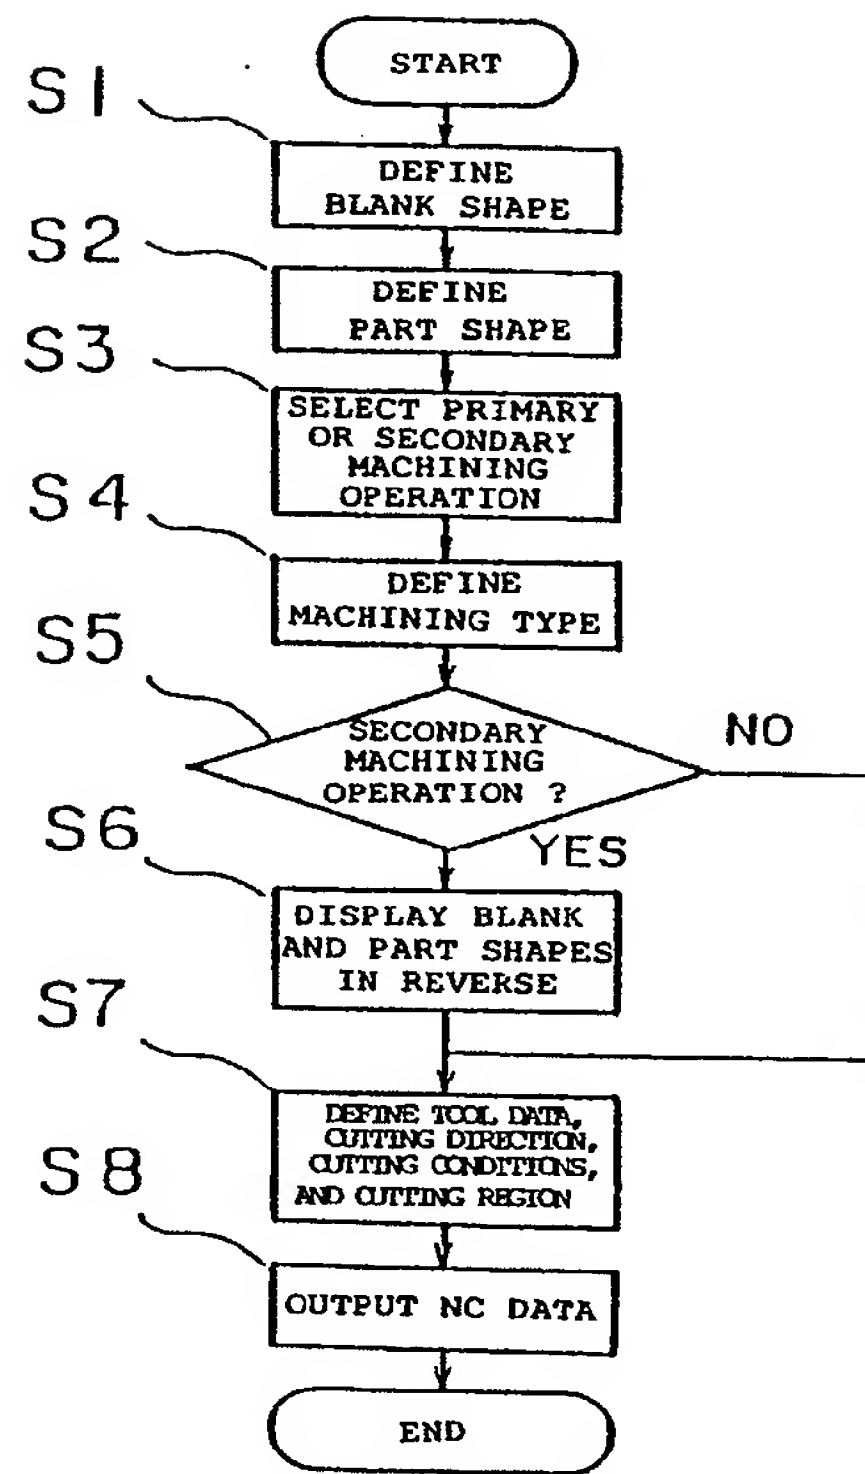 START
S1
DEFINE
BLANK SHAPE
S2
DEFINE
PART SHAPE
S3
SELECT PRIMARY
OR SECONDARY
MACHINING
OPERATION
S4
DEFINE
MACHINING TYPE
S5
SECONDARY
MACHINING
OPERATION ?
NO
YES
S6
DISPLAY BLANK
AND PART SHAPES
IN REVERSE
S7
DEFINE TOOL DATA,
CUTTING DIRECTION,
CUTTING CONDITIONS,
AND CUTTING REGION
S8
OUTPUT NC DATA
END